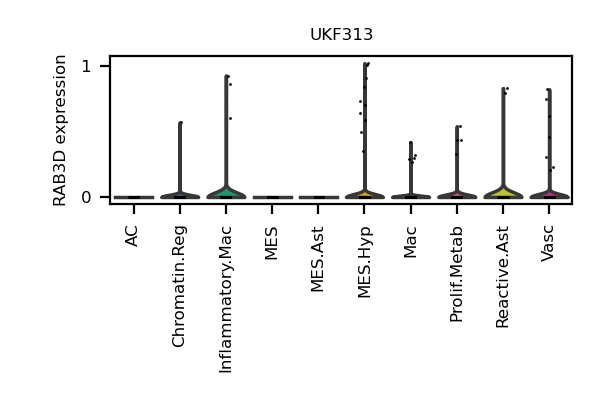 UKF313
RAB3D expression
1
0
AC
Chromatin.Reg
Inflammatory.Mac
MES
MES.Ast
MES.Hyp
Mac
Prolif.Metab
Reactive.Ast
Vasc